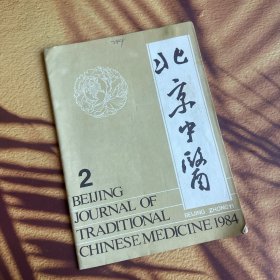 北京中醫
2
BEIJING
JOURNAL OF
TRADITIONAL
CHINESE MEDICINE 1984
BEIJING ZHONGYI